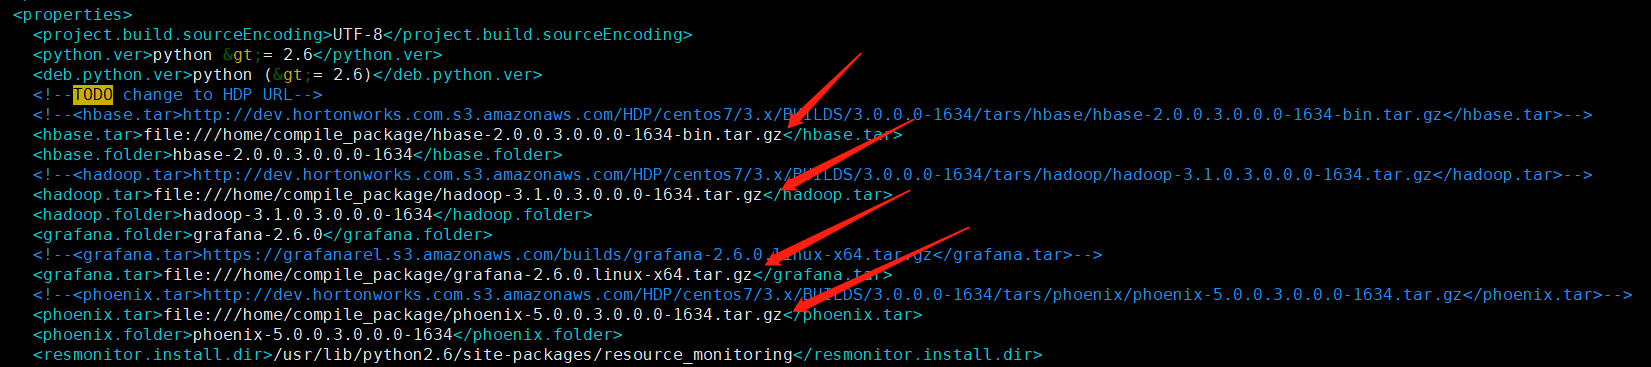 <properties>
<project.build.sourceEncoding>UTF-8</project.build.sourceEncoding>
<python.ver>python &gt;= 2.6</python.ver>
<deb.python.ver>python (&gt;= 2.6)</deb.python.ver>
<!--TODO change to HDP URL-->
<!--<hbase.tar>http://dev.hortonworks.com.s3.amazonaws.com/HDP/centos7/3.x/BUILDS/3.0.0.0-1634/tars/hbase/hbase-2.0.0.3.0.0.0-1634-bin.tar.gz</hbase.tar>-->
<hbase.tar>file:///home/compile_package/hbase-2.0.0.3.0.0.0-1634-bin.tar.gz</hbase.tar>
<hbase.folder>hbase-2.0.0.3.0.0.0-1634</hbase.folder>
<!--<hadoop.tar>http://dev.hortonworks.com.s3.amazonaws.com/HDP/centos7/3.x/BUILDS/3.0.0.0-1634/tars/hadoop/hadoop-3.1.0.3.0.0.0-1634.tar.gz</hadoop.tar>-->
<hadoop.tar>file:///home/compile_package/hadoop-3.1.0.3.0.0.0-1634.tar.gz</hadoop.tar>
<hadoop.folder>hadoop-3.1.0.3.0.0.0-1634</hadoop.folder>
<grafana.folder>grafana-2.6.0</grafana.folder>
<!--<grafana.tar>https://grafanarel.s3.amazonaws.com/builds/grafana-2.6.0.linux-x64.tar.gz</grafana.tar>-->
<grafana.tar>file:///home/compile_package/grafana-2.6.0.linux-x64.tar.gz</grafana.tar>
<!--<phoenix.tar>http://dev.hortonworks.com.s3.amazonaws.com/HDP/centos7/3.x/BUILDS/3.0.0.0-1634/tars/phoenix/phoenix-5.0.0.3.0.0.0-1634.tar.gz</phoenix.tar>-->
<phoenix.tar>file:///home/compile_package/phoenix-5.0.0.3.0.0.0-1634.tar.gz</phoenix.tar>
<phoenix.folder>phoenix-5.0.0.3.0.0.0-1634</phoenix.folder>
<resmonitor.install.dir>/usr/lib/python2.6/site-packages/resource_monitoring</resmonitor.install.dir>